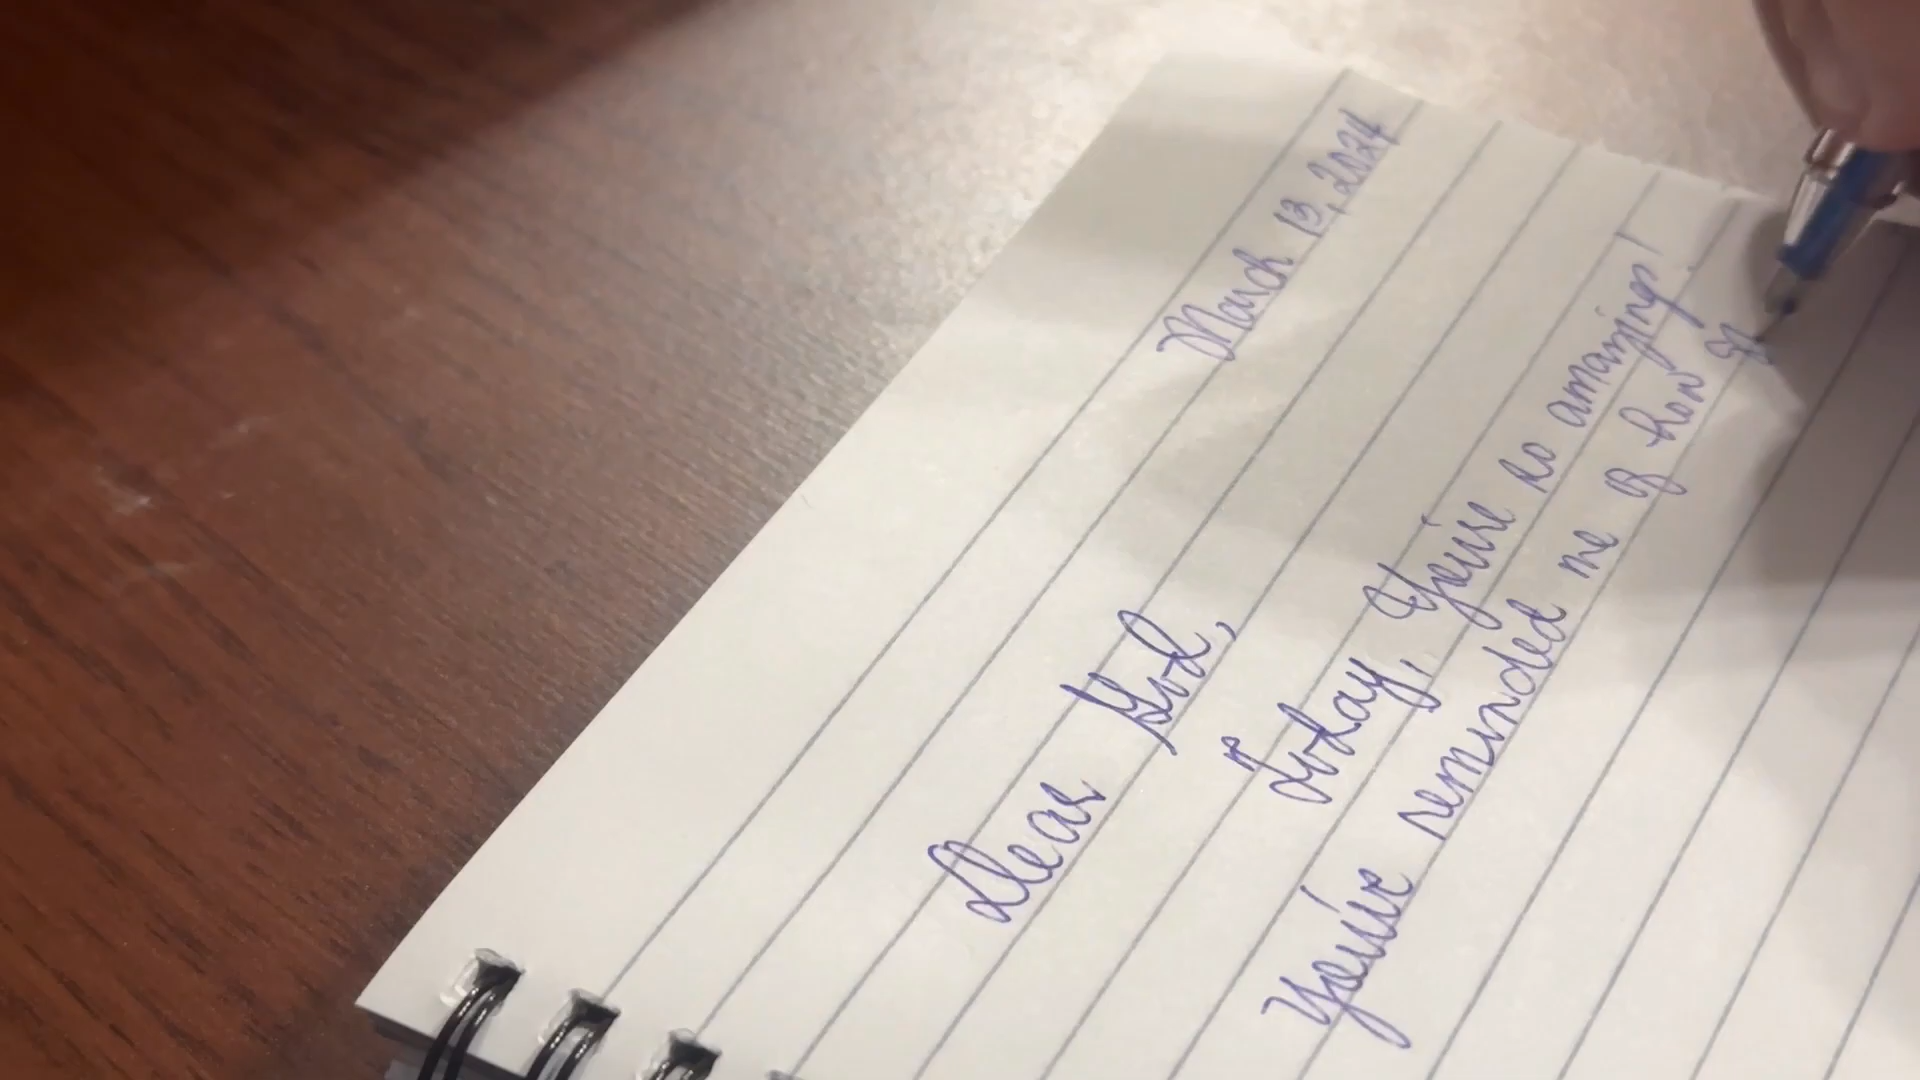 March 13, 2024
Dear God,
Today, You're so amazing!
You've reminded me of how